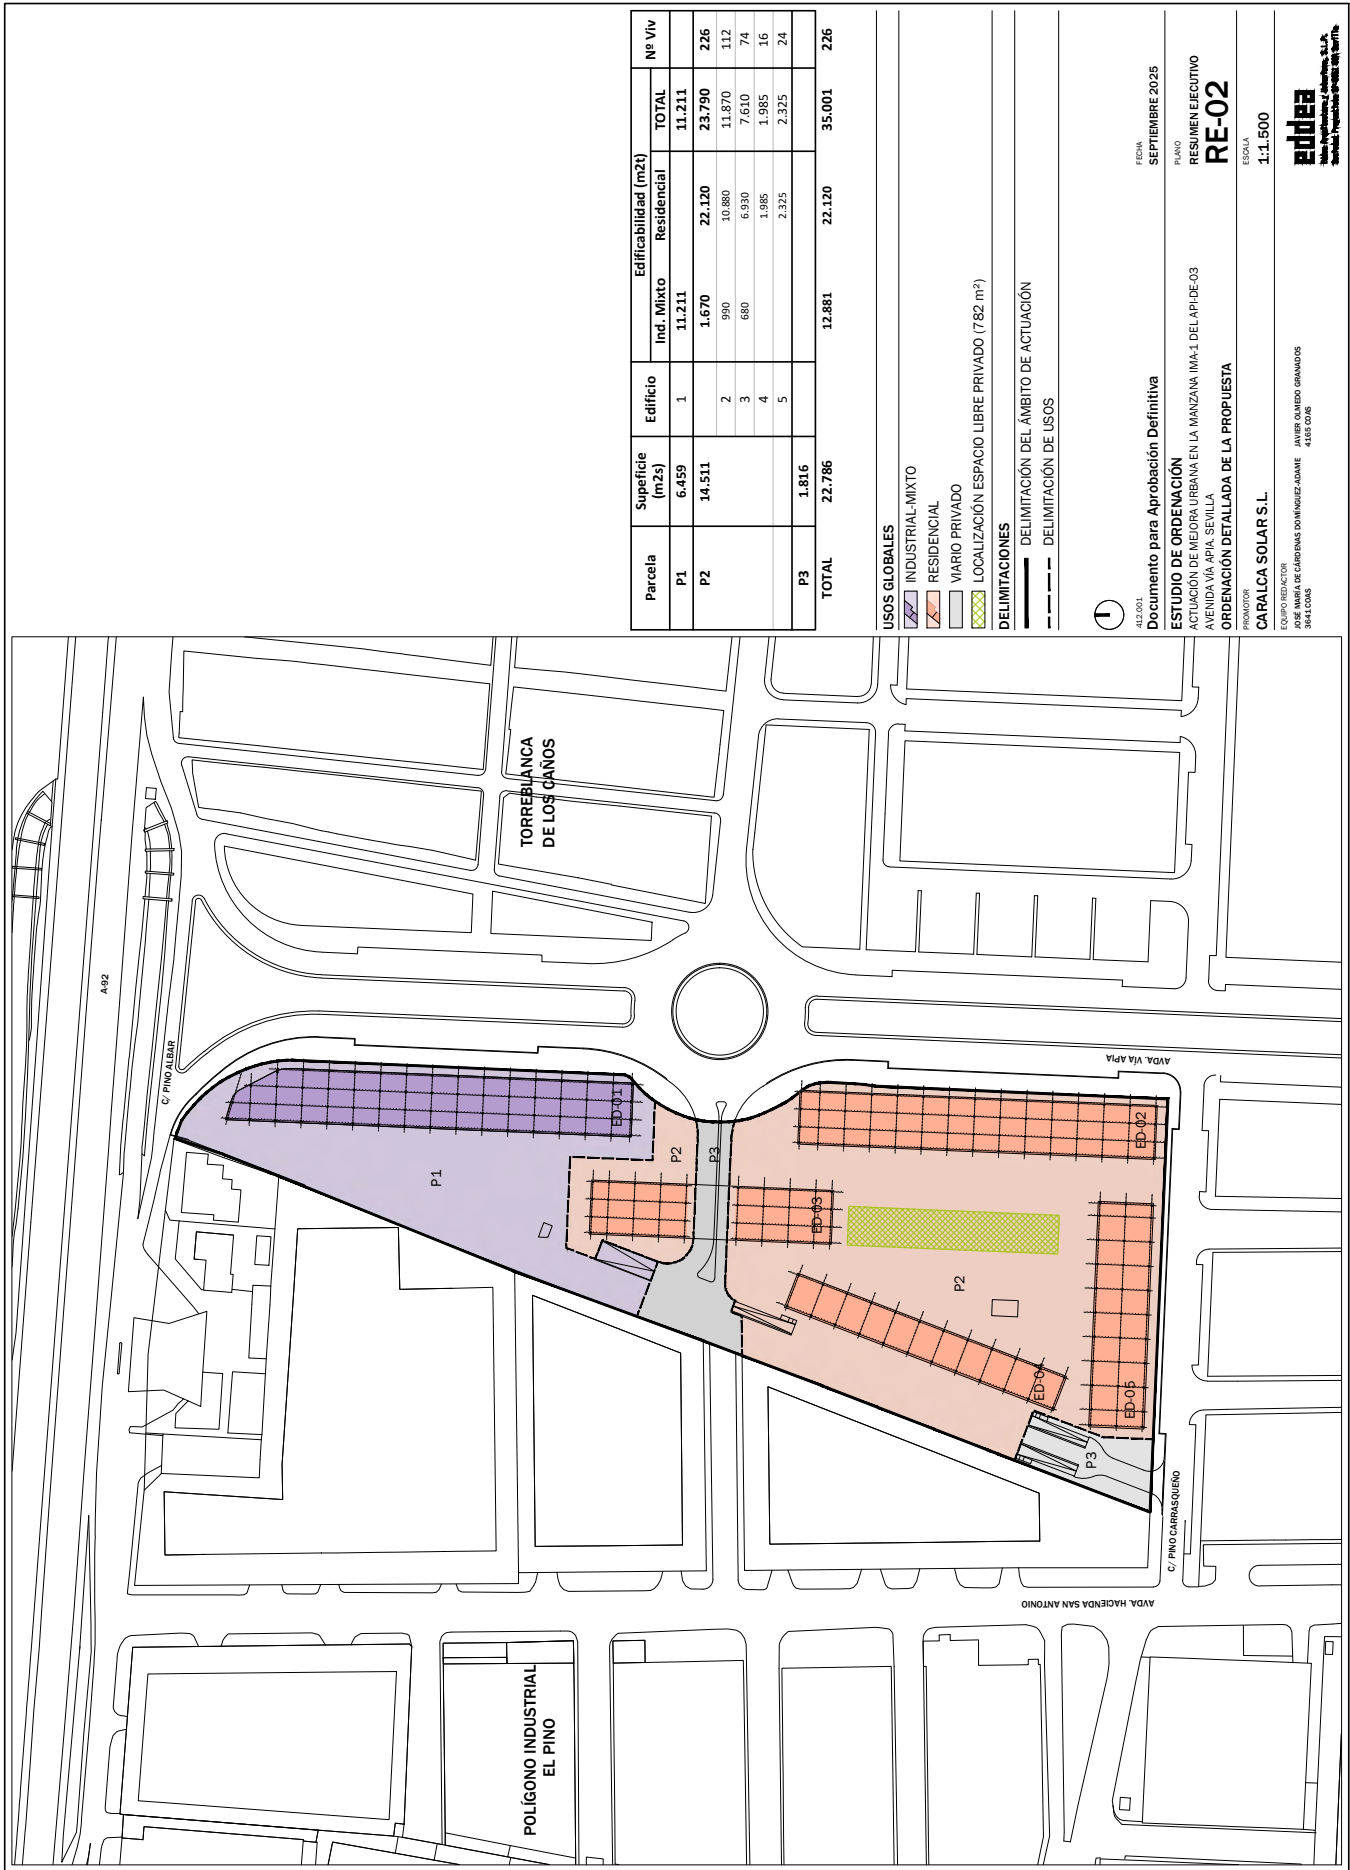 Parcela Supeficie (m2s) Edificio Edificabilidad (m2t) Nº Viv
Ind. Mixto Residencial TOTAL
P1 6.459 1 11.211 11.211
P2 14.511 1.670 22.120 23.790 226
2 990 10.880 11.870 112
3 680 6.930 7.610 74
4 1.985 1.985 16
5 2.325 2.325 24
P3 1.816
TOTAL 22.786 12.881 22.120 35.001 226
USOS GLOBALES
INDUSTRIAL-MIXTO
RESIDENCIAL
VIARIO PRIVADO
LOCALIZACIÓN ESPACIO LIBRE PRIVADO (782 m²)
DELIMITACIONES
DELIMITACIÓN DEL ÁMBITO DE ACTUACIÓN
DELIMITACIÓN DE USOS
412.001
Documento para Aprobación Definitiva
ESTUDIO DE ORDENACIÓN
ACTUACIÓN DE MEJORA URBANA EN LA MANZANA IMA-1 DEL API-DE-03
AVENIDA VÍA APIA. SEVILLA
ORDENACIÓN DETALLADA DE LA PROPUESTA
PROMOTOR
CARALCA SOLAR S.L.
EQUIPO REDACTOR
JOSÉ MARÍA DE CÁRDENAS DOMÍNGUEZ-ADAME JAVIER OLMEDO GRANADOS
3641 COAS 4165 COAS
FECHA
SEPTIEMBRE 2025
PLANO
RESUMEN EJECUTIVO
RE-02
ESCALA
1:1.500
eddea
A-92
C/ PINO ALBAR
TORREBLANCA
DE LOS CAÑOS
AVDA. VÍA APIA
P1
ED-01
P2
P3
ED-03
ED-02
P2
ED-04
ED-05
P3
C/ PINO CARRASQUEÑO
AVDA. HACIENDA SAN ANTONIO
POLÍGONO INDUSTRIAL
EL PINO